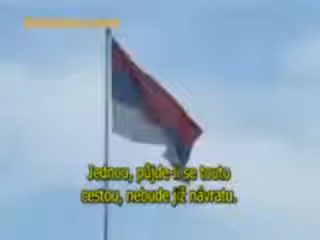 Jednou, půjde-li se touto
cestou, nebude již návratu.